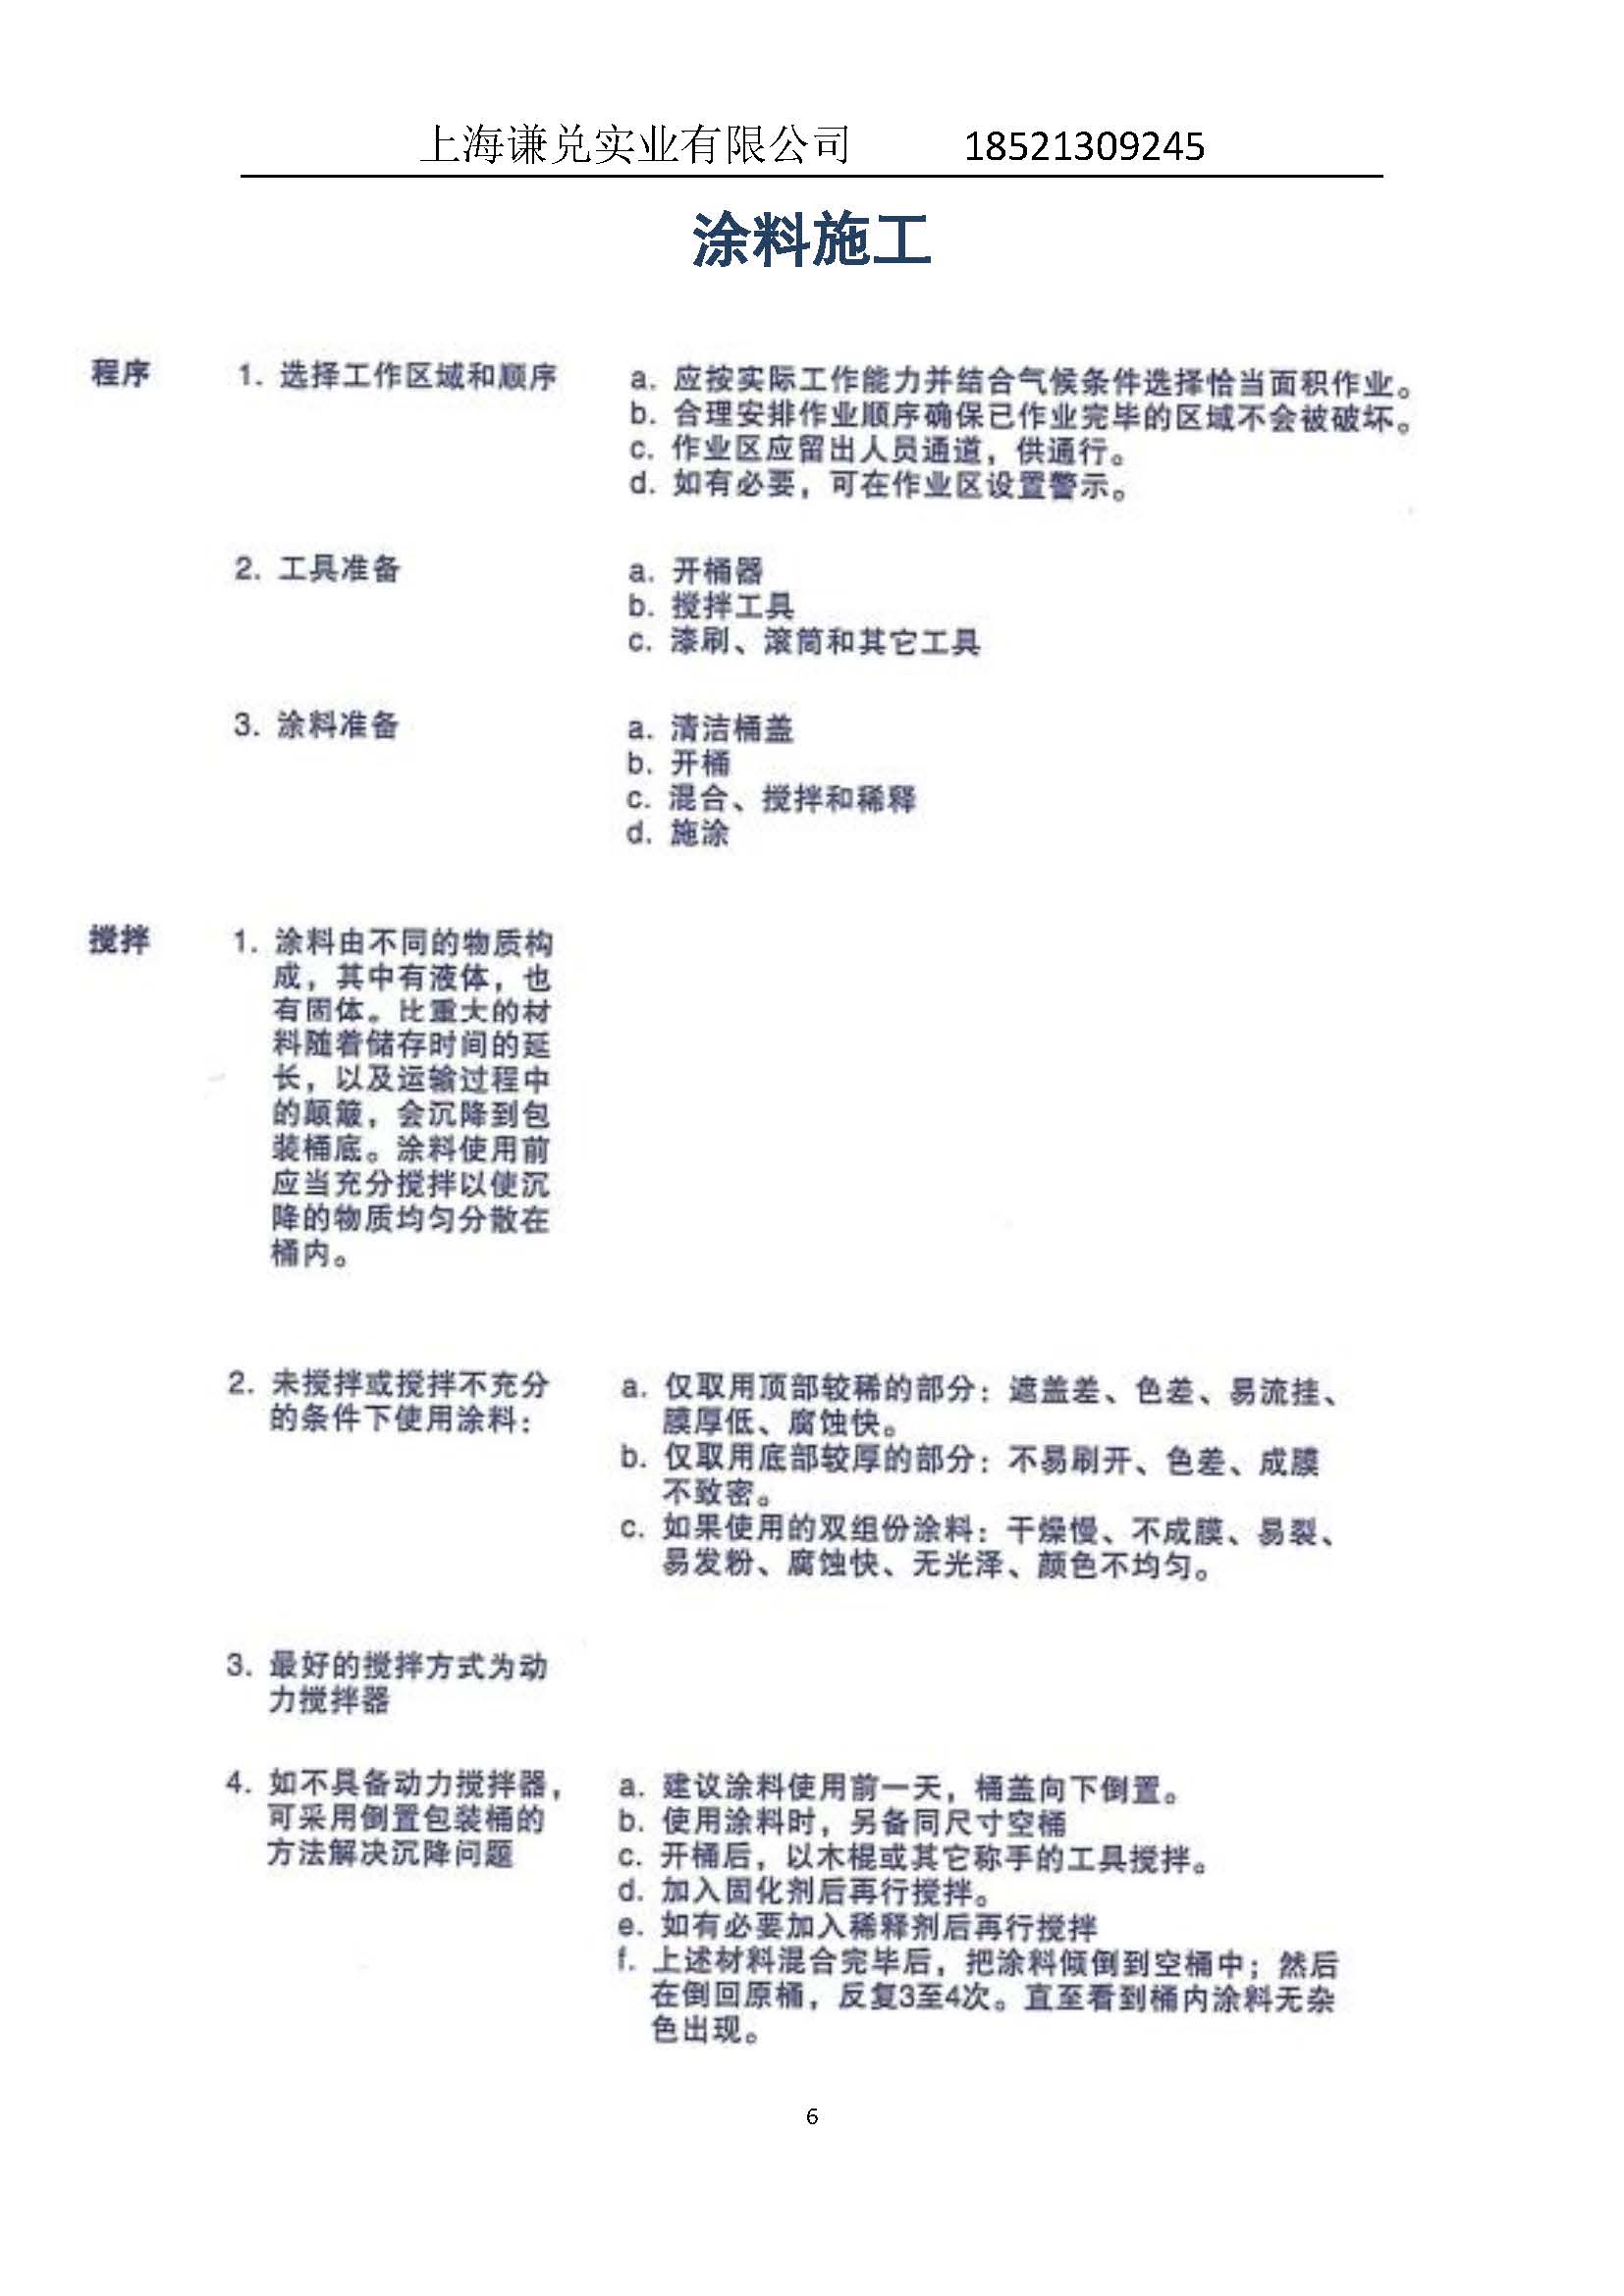 上海谦兑实业有限公司 18521309245
涂料施工
程序
1. 选择工作区域和顺序
a. 应按实际工作能力并结合气候条件选择恰当面积作业。
b. 合理安排作业顺序确保已作业完毕的区域不会被破坏。
c. 作业区应留出人员通道，供通行。
d. 如有必要，可在作业区设置警示。
2. 工具准备
a. 开桶器
b. 搅拌工具
c. 漆刷、滚筒和其它工具
3. 涂料准备
a. 清洁桶盖
b. 开桶
c. 混合、搅拌和稀释
d. 施涂
搅拌
1. 涂料由不同的物质构
成，其中有液体，也
有固体。比重大的材
料随着储存时间的延
长，以及运输过程中
的颠簸，会沉降到包
装桶底。涂料使用前
应当充分搅拌以使沉
降的物质均匀分散在
桶内。
2. 未搅拌或搅拌不充分
的条件下使用涂料：
a. 仅取用顶部较稀的部分：遮盖差、色差、易流挂、
膜厚低、腐蚀快。
b. 仅取用底部较厚的部分：不易刷开、色差、成膜
不致密。
c. 如果使用的双组份涂料：干燥慢、不成膜、易裂、
易发粉、腐蚀快、无光泽、颜色不均匀。
3. 最好的搅拌方式为动
力搅拌器
4. 如不具备动力搅拌器，
可采用倒置包装桶的
方法解决沉降问题
a. 建议涂料使用前一天，桶盖向下倒置。
b. 使用涂料时，另备同尺寸空桶
c. 开桶后，以木棍或其它称手的工具搅拌。
d. 加入固化剂后再行搅拌。
e. 如有必要加入稀释剂后再行搅拌
f. 上述材料混合完毕后，把涂料倾倒到空桶中；然后
在倒回原桶，反复3至4次。直至看到桶内涂料无杂
色出现。
6